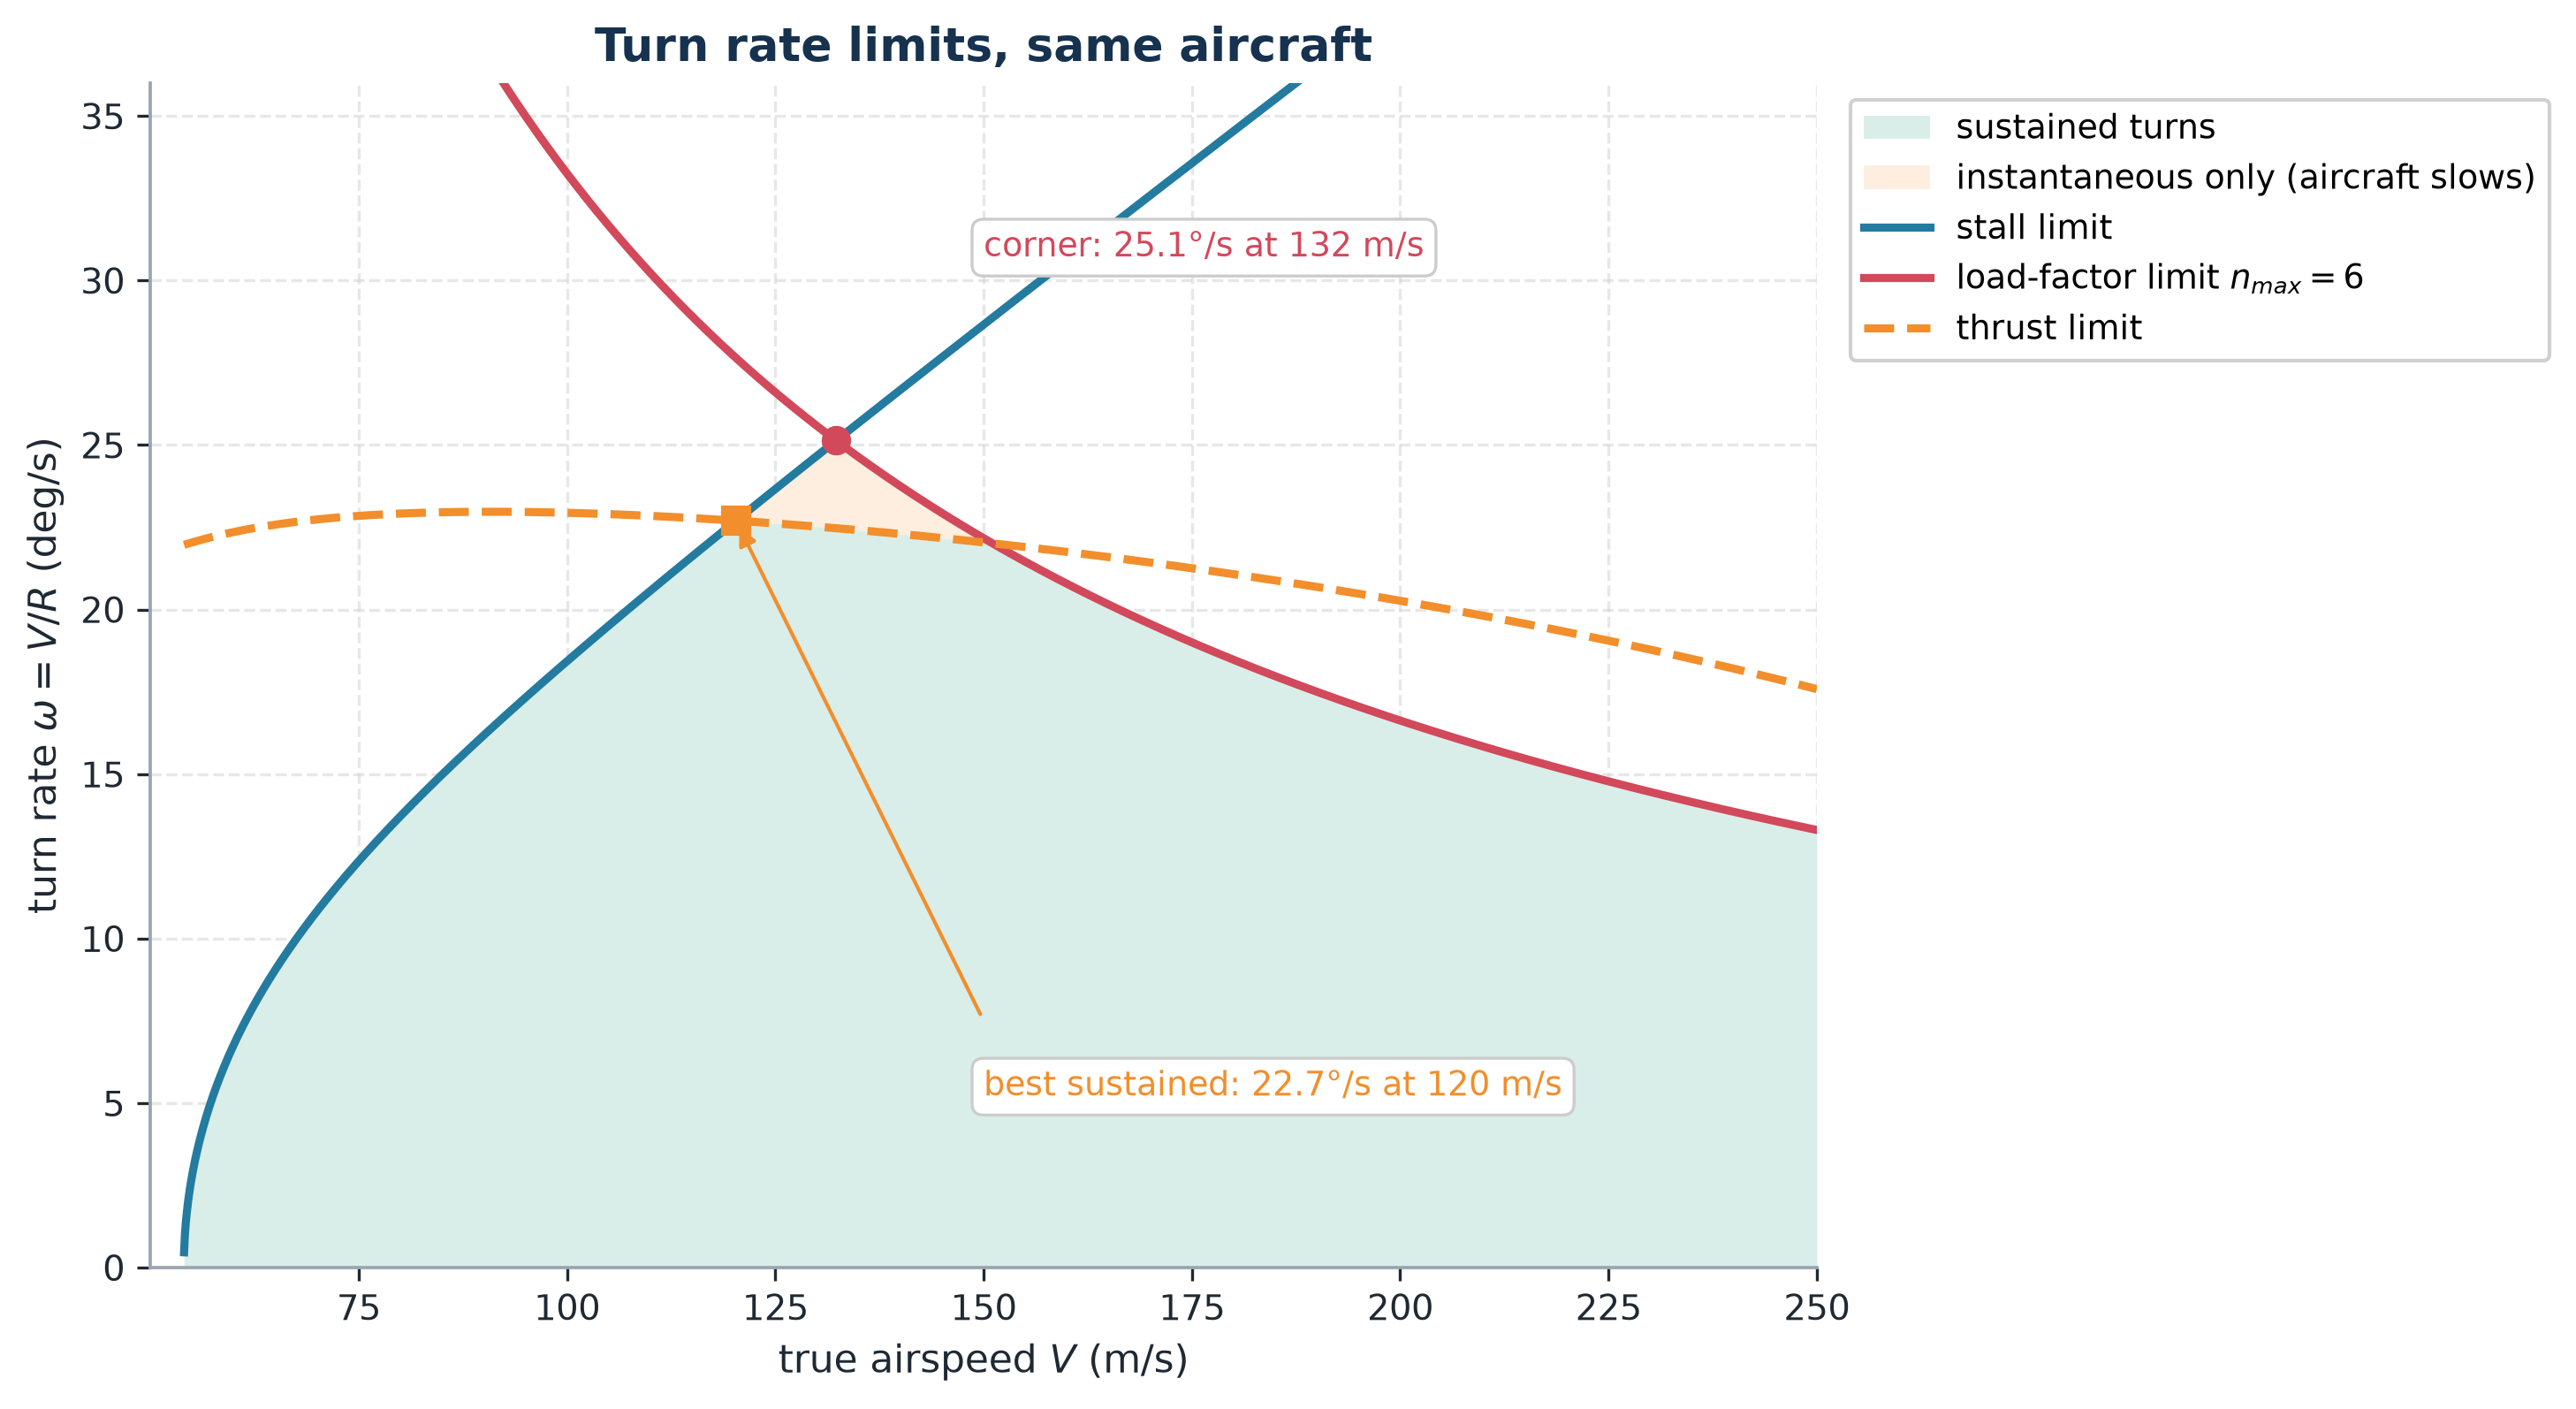 Turn rate limits, same aircraft
sustained turns
instantaneous only (aircraft slows)
stall limit
load-factor limit n_max = 6
thrust limit
corner: 25.1°/s at 132 m/s
best sustained: 22.7°/s at 120 m/s
turn rate ω = V/R (deg/s)
35
30
25
20
15
10
5
0
75 100 125 150 175 200 225 250
true airspeed V (m/s)